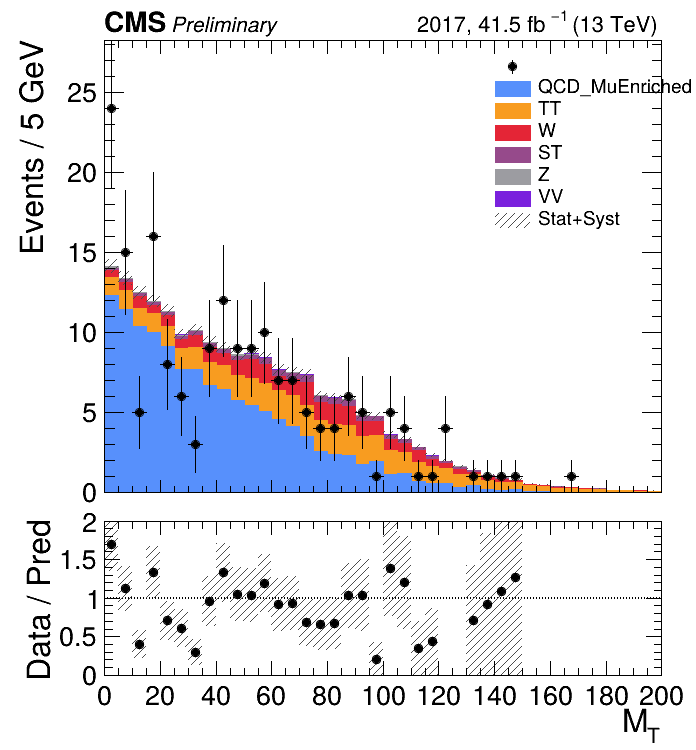 CMS Preliminary 2017, 41.5 fb⁻¹ (13 TeV)
Events / 5 GeV
25
20
15
10
5
0
QCD_MuEnriched
TT
W
ST
Z
VV
Stat+Syst
Data / Pred
2
1.5
1
0.5
0
0 20 40 60 80 100 120 140 160 180 200
M_T